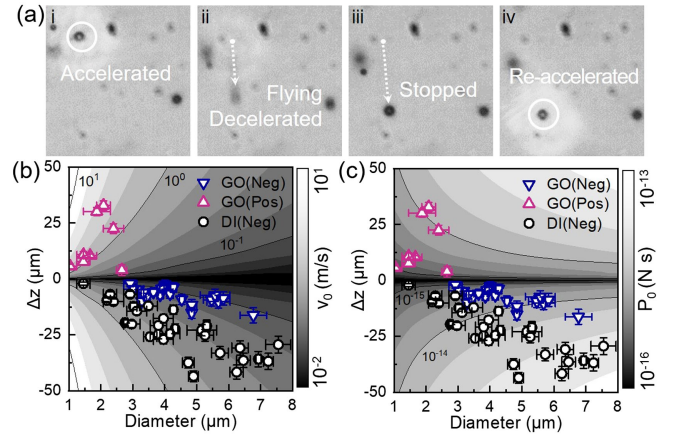 (a)
i
ii
iii
iv
Accelerated
Flying
Decelerated
Stopped
Re-accelerated
(b)
50
25
0
-25
-50
Δz (μm)
10¹
10⁰
10⁻¹
GO(Neg)
GO(Pos)
DI(Neg)
1 2 3 4 5 6 7 8
Diameter (μm)
10¹
v₀ (m/s)
10⁻²
(c)
50
25
0
-25
-50
Δz (μm)
GO(Neg)
GO(Pos)
DI(Neg)
10⁻¹⁵
10⁻¹⁴
1 2 3 4 5 6 7 8
Diameter (μm)
10⁻¹³
P₀ (N s)
10⁻¹⁶